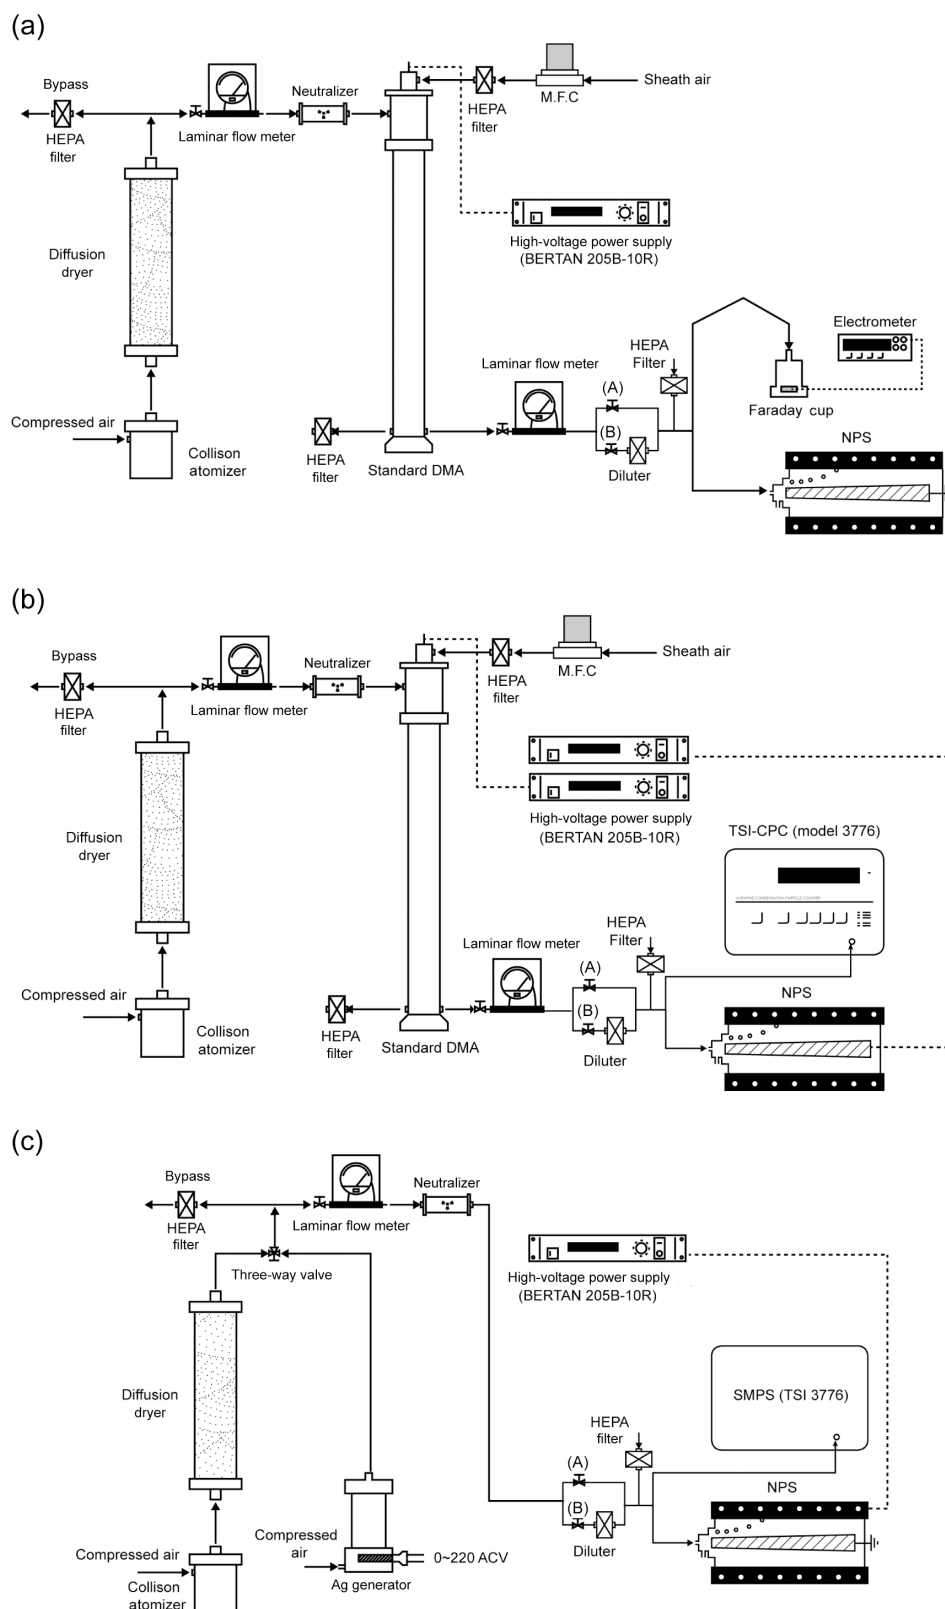 (a)
Bypass
HEPA
filter
Laminar flow meter
Neutralizer
HEPA
filter
M.F.C
Sheath air
Diffusion
dryer
High-voltage power supply
(BERTAN 205B-10R)
Compressed air
Collison
atomizer
HEPA
filter
Standard DMA
Laminar flow meter
(A)
(B)
Diluter
HEPA
Filter
Electrometer
Faraday cup
NPS
(b)
Bypass
HEPA
filter
Laminar flow meter
Neutralizer
HEPA
filter
M.F.C
Sheath air
Diffusion
dryer
High-voltage power supply
(BERTAN 205B-10R)
TSI-CPC (model 3776)
ULTRAFINE CONDENSATION PARTICLE COUNTER
Compressed air
Collison
atomizer
HEPA
filter
Standard DMA
Laminar flow meter
(A)
(B)
Diluter
HEPA
Filter
NPS
(c)
Bypass
HEPA
filter
Laminar flow meter
Neutralizer
Three-way valve
High-voltage power supply
(BERTAN 205B-10R)
Diffusion
dryer
SMPS (TSI 3776)
HEPA
filter
(A)
(B)
Diluter
NPS
Compressed air
Collison
atomizer
Compressed
air
0~220 ACV
Ag generator